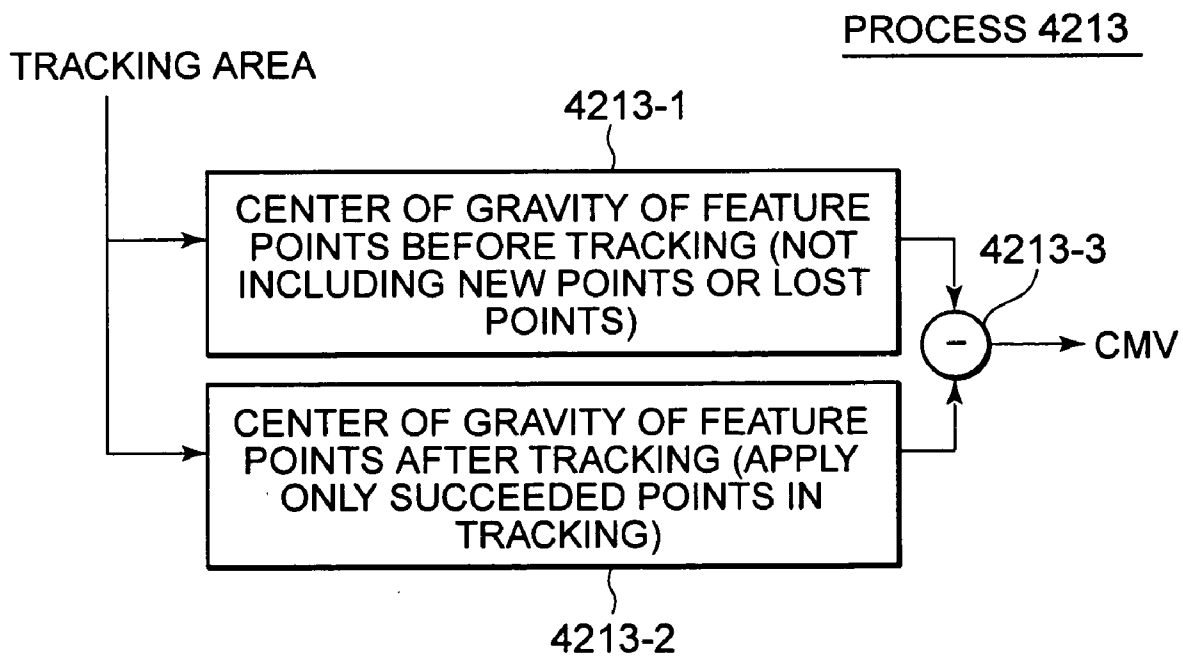 PROCESS 4213
TRACKING AREA
4213-1
CENTER OF GRAVITY OF FEATURE
POINTS BEFORE TRACKING (NOT
INCLUDING NEW POINTS OR LOST
POINTS)
4213-3
-
CMV
CENTER OF GRAVITY OF FEATURE
POINTS AFTER TRACKING (APPLY
ONLY SUCCEEDED POINTS IN
TRACKING)
4213-2